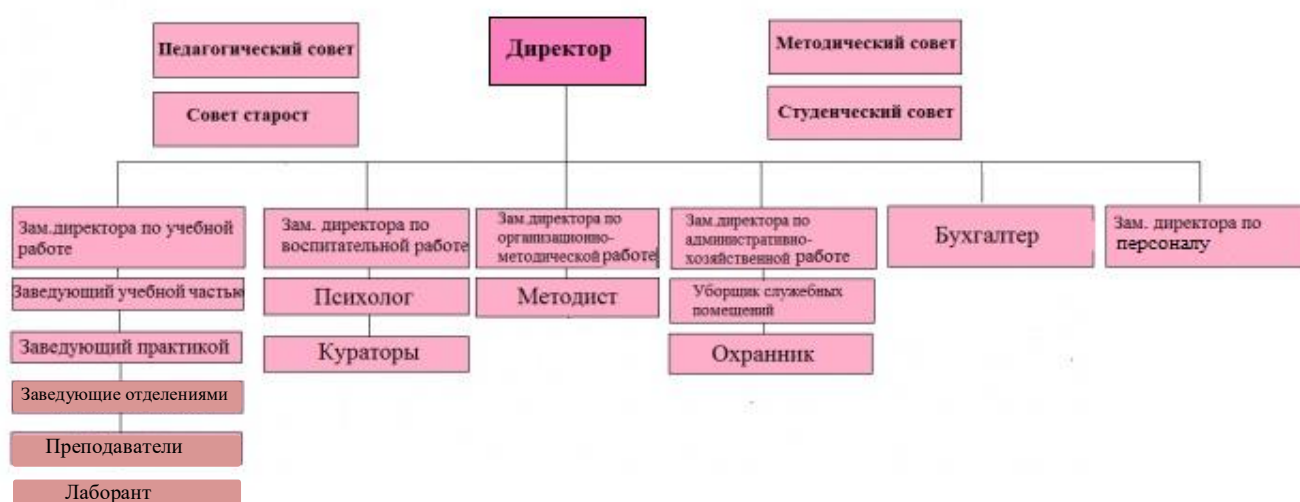 Педагогический совет
Директор
Методический совет
Совет старост
Студенческий совет
Зам.директора по учебной
работе
Зам. директора по
воспитательной работе
Зам.директора по
организационно-
методической работе
Зам.директора по
административно-
хозяйственной работе
Бухгалтер
Зам. директора по
персоналу
Заведующий учебной частью
Психолог
Методист
Уборщик служебных
помещений
Заведующий практикой
Кураторы
Охранник
Заведующие отделениями
Преподаватели
Лаборант